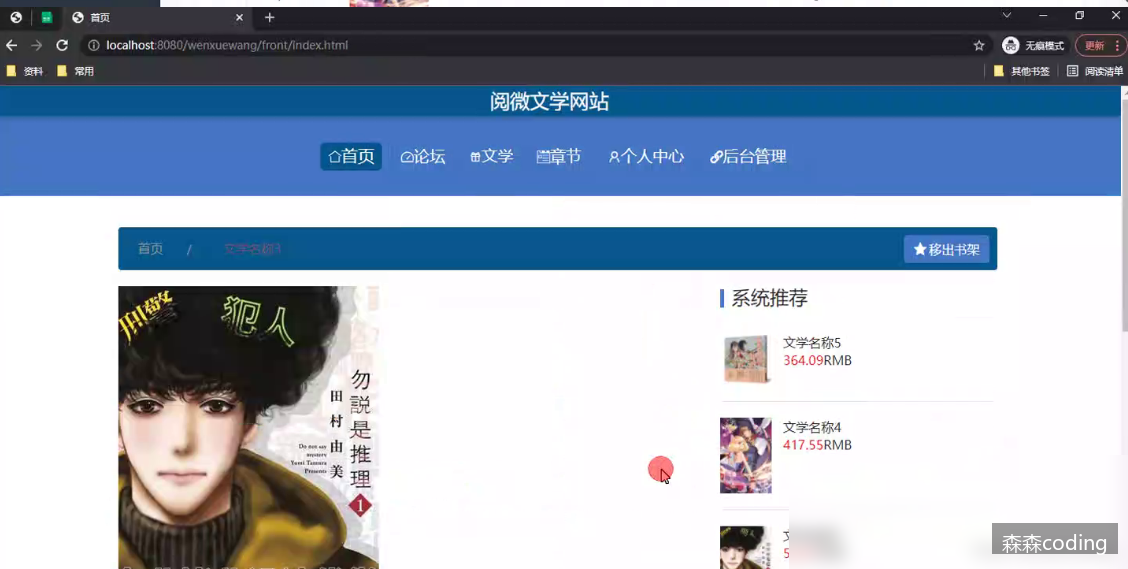 首页
localhost:8080/wenxuewang/front/index.html
无痕模式
更新
资料
常用
其他书签
阅读清单
阅微文学网站
首页
论坛
文学
章节
个人中心
后台管理
首页 / 文学名称3
移出书架
刑警
犯人
勿說是推理
田村由美
Do not say
mystery
Yumi Tamura
Presents
1
系统推荐
文学名称5
364.09RMB
文学名称4
417.55RMB
森森coding